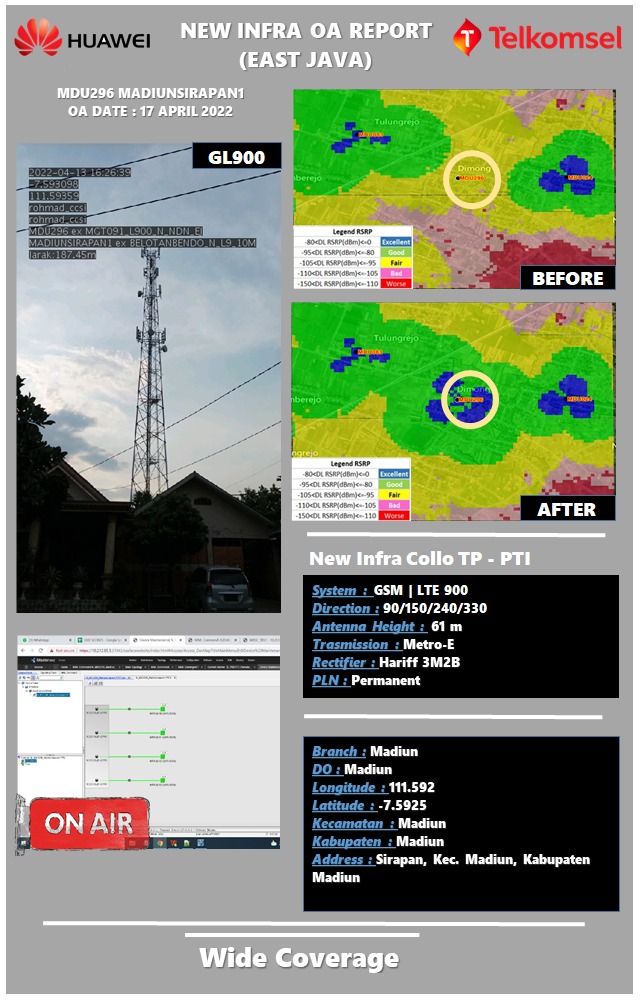 HUAWEI
NEW INFRA OA REPORT
(EAST JAVA)
Telkomsel
MDU296 MADIUNSIRAPAN1
OA DATE : 17 APRIL 2022
GL900
2022-04-13 16:26:39
-7.593098
111.59359
rohmad_ccsi
rohmad_ccsi
MDU296 ex MGT091_L900_N_NDN_EJ
MADIUNSIRAPAN1 ex BELOTANBENDO_N_L9_10M
Jarak:187.45m
Tulungrejo
Dimong
MDU296
Legend RSRP
-80<DL RSRP(dBm)<=0 Excellent
-95<DL RSRP(dBm)<=-80 Good
-105<DL RSRP(dBm)<=-95 Fair
-110<DL RSRP(dBm)<=-105 Bad
-150<DL RSRP(dBm)<=-110 Worse
BEFORE
Tulungrejo
mberejo
Dimong
ungrejo
Legend RSRP
-80<DL RSRP(dBm)<=0 Excellent
-95<DL RSRP(dBm)<=-80 Good
-105<DL RSRP(dBm)<=-95 Fair
-110<DL RSRP(dBm)<=-105 Bad
-150<DL RSRP(dBm)<=-110 Worse
AFTER
New Infra Collo TP - PTI
System : GSM | LTE 900
Direction : 90/150/240/330
Antenna Height : 61 m
Trasmission : Metro-E
Rectifier : Hariff 3M2B
PLN : Permanent
ON AIR
Branch : Madiun
DO : Madiun
Longitude : 111.592
Latitude : -7.5925
Kecamatan : Madiun
Kabupaten : Madiun
Address : Sirapan, Kec. Madiun, Kabupaten
Madiun
Wide Coverage